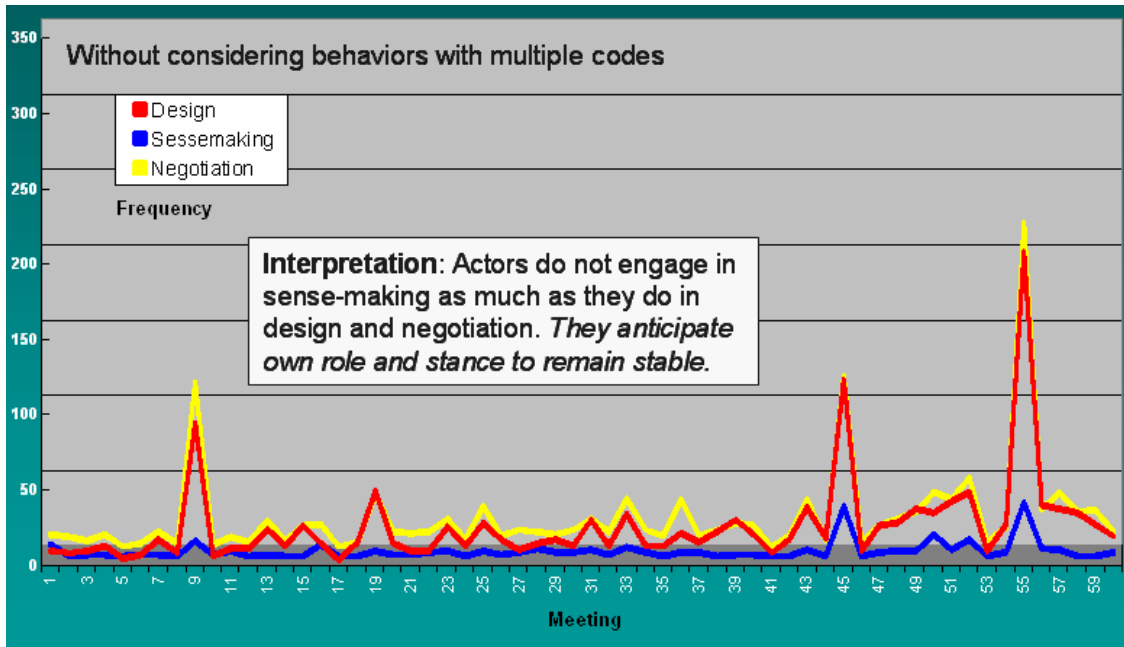 Without considering behaviors with multiple codes
Design
Sessemaking
Negotiation
Frequency
Interpretation: Actors do not engage in
sense-making as much as they do in
design and negotiation. They anticipate
own role and stance to remain stable.
350
300
250
200
150
100
50
0
1 3 5 7 9 11 13 15 17 19 21 23 25 27 29 31 33 35 37 39 41 43 45 47 49 51 53 55 57 59
Meeting